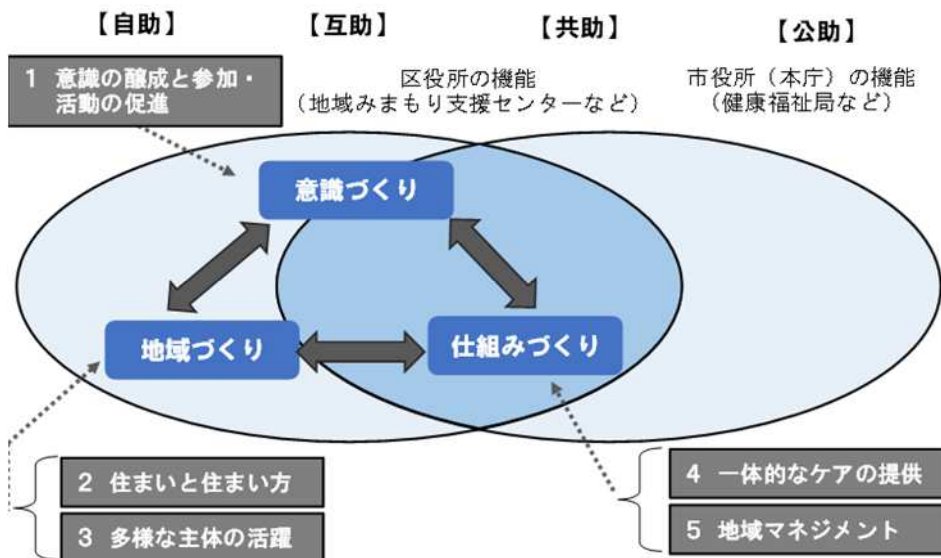 【自助】 【互助】 【共助】 【公助】
1 意識の醸成と参加・
活動の促進
区役所の機能
(地域みまもり支援センターなど)
市役所(本庁)の機能
(健康福祉局など)
意識づくり
地域づくり
仕組みづくり
2 住まいと住まい方
3 多様な主体の活躍
4 一体的なケアの提供
5 地域マネジメント